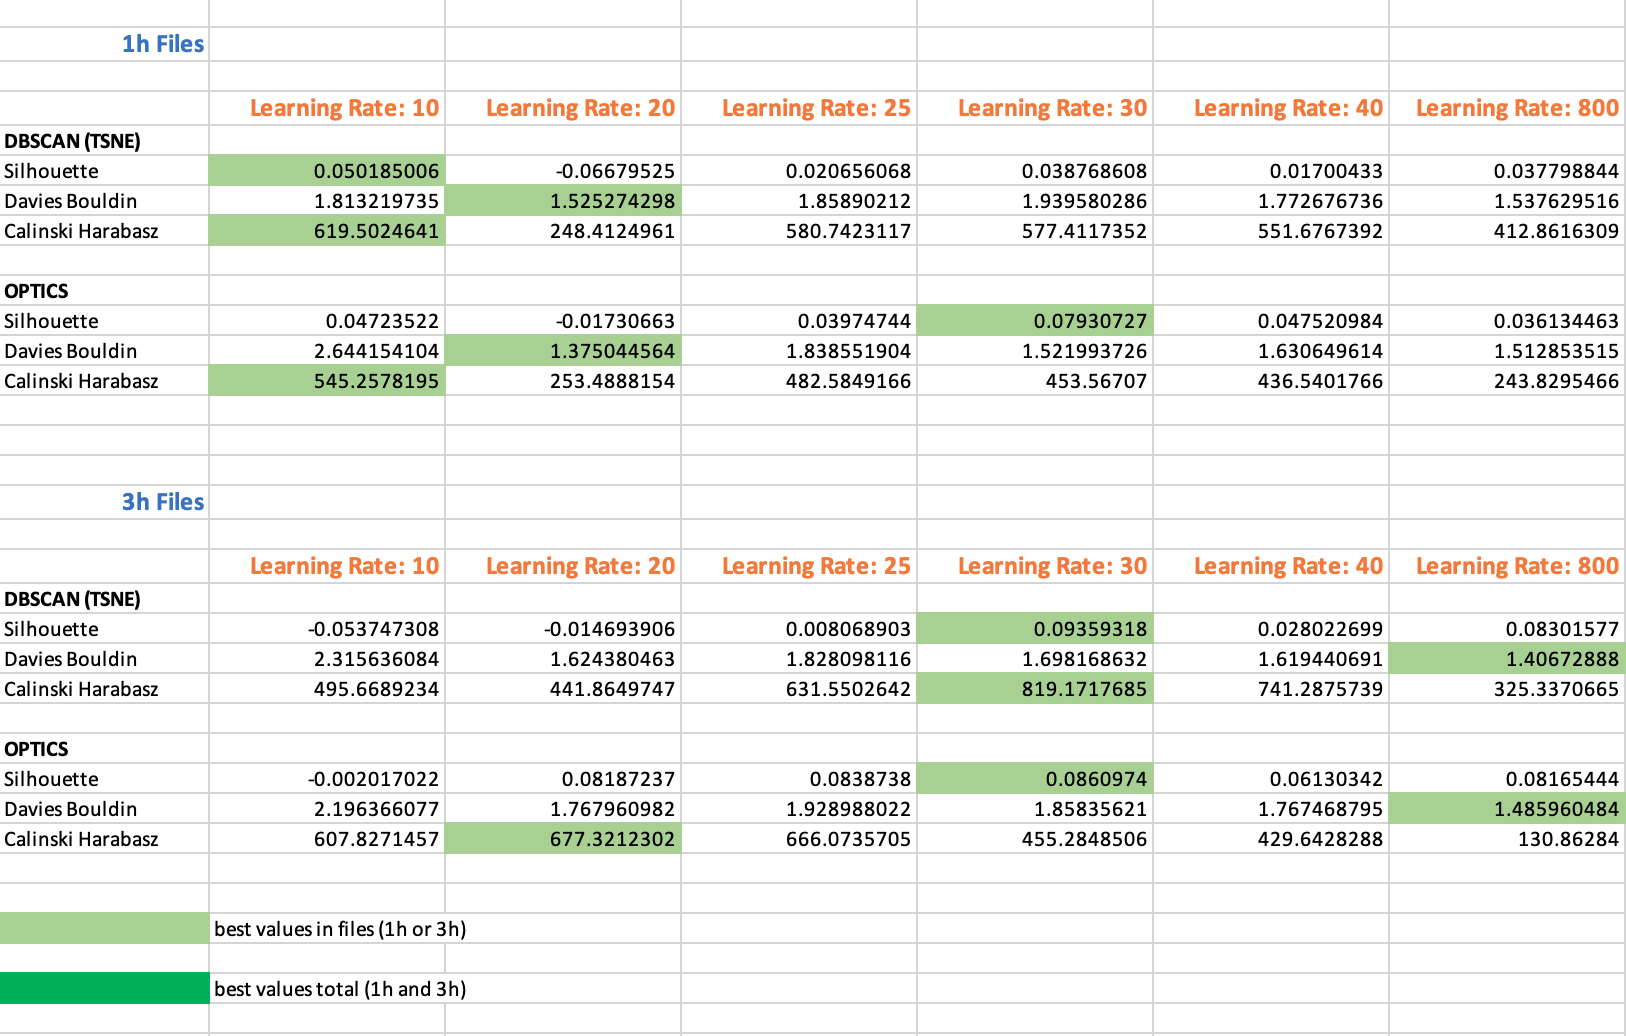 1h Files
Learning Rate: 10 Learning Rate: 20 Learning Rate: 25 Learning Rate: 30 Learning Rate: 40 Learning Rate: 800
DBSCAN (TSNE)
Silhouette 0.050185006 -0.06679525 0.020656068 0.038768608 0.01700433 0.037798844
Davies Bouldin 1.813219735 1.525274298 1.85890212 1.939580286 1.772676736 1.537629516
Calinski Harabasz 619.5024641 248.4124961 580.7423117 577.4117352 551.6767392 412.8616309
OPTICS
Silhouette 0.04723522 -0.01730663 0.03974744 0.07930727 0.047520984 0.036134463
Davies Bouldin 2.644154104 1.375044564 1.838551904 1.521993726 1.630649614 1.512853515
Calinski Harabasz 545.2578195 253.4888154 482.5849166 453.56707 436.5401766 243.8295466
3h Files
Learning Rate: 10 Learning Rate: 20 Learning Rate: 25 Learning Rate: 30 Learning Rate: 40 Learning Rate: 800
DBSCAN (TSNE)
Silhouette -0.053747308 -0.014693906 0.008068903 0.09359318 0.028022699 0.08301577
Davies Bouldin 2.315636084 1.624380463 1.828098116 1.698168632 1.619440691 1.40672888
Calinski Harabasz 495.6689234 441.8649747 631.5502642 819.1717685 741.2875739 325.3370665
OPTICS
Silhouette -0.002017022 0.08187237 0.0838738 0.0860974 0.06130342 0.08165444
Davies Bouldin 2.196366077 1.767960982 1.928988022 1.85835621 1.767468795 1.485960484
Calinski Harabasz 607.8271457 677.3212302 666.0735705 455.2848506 429.6428288 130.86284
best values in files (1h or 3h)
best values total (1h and 3h)